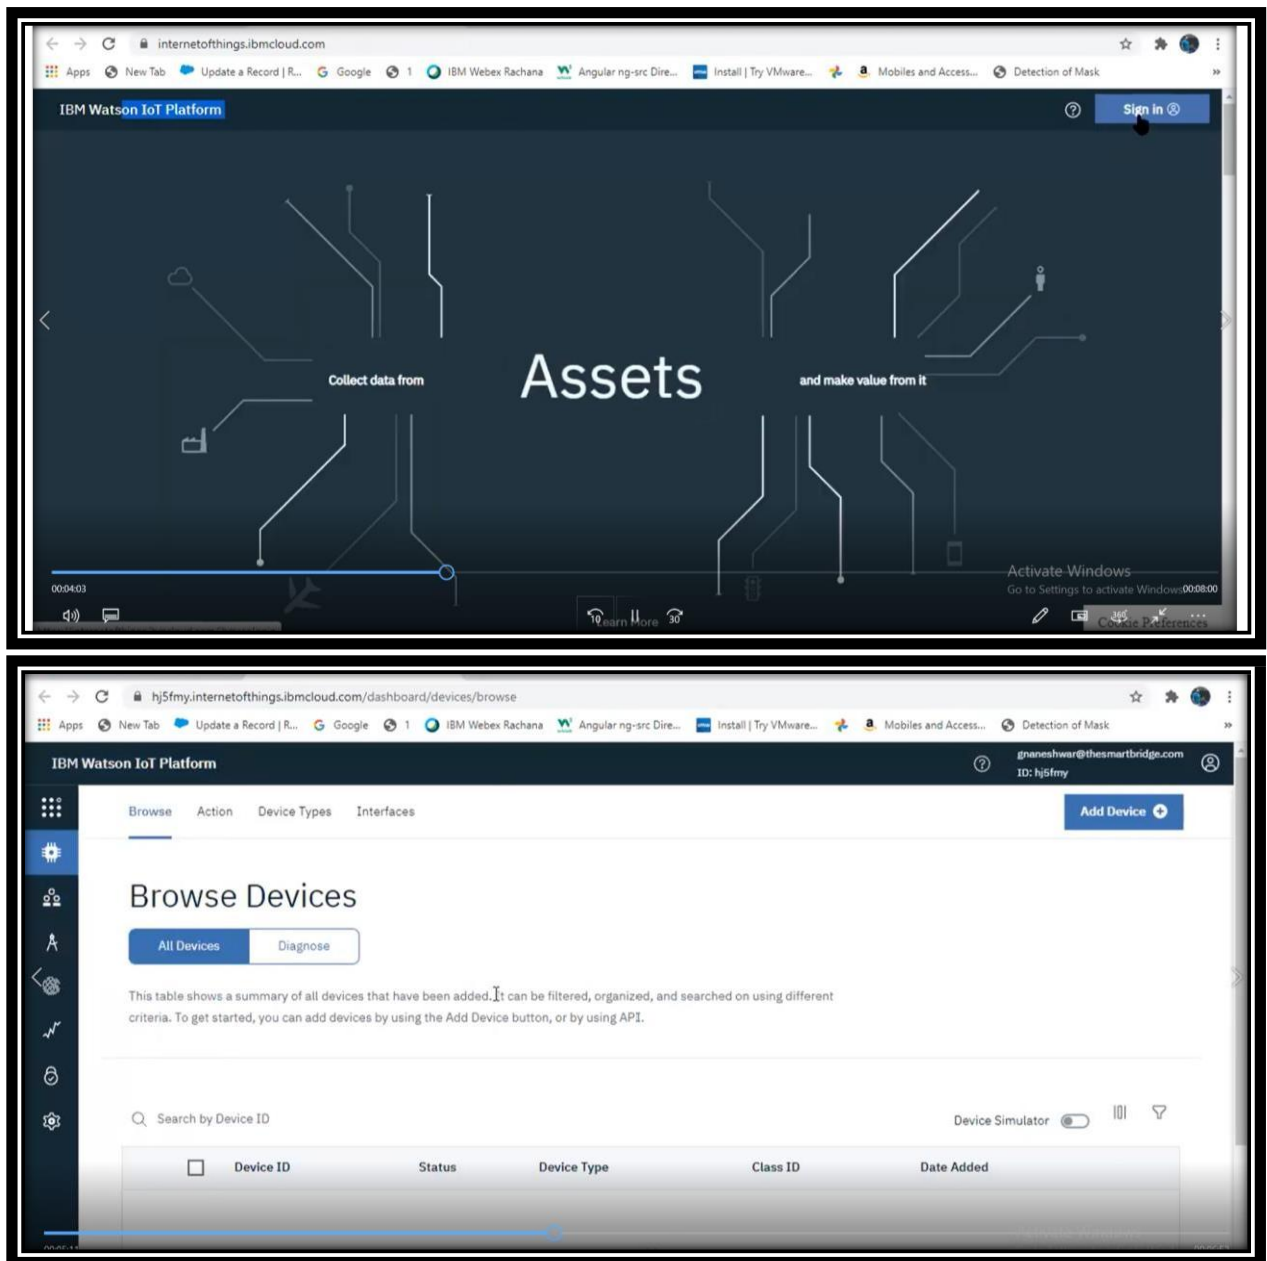 internetofthings.ibmcloud.com
Apps New Tab Update a Record | R... Google 1 IBM Webex Rachana Angular ng-src Dire... Install | Try VMware... Mobiles and Access... Detection of Mask »
IBM Watson IoT Platform Sign in
Collect data from Assets and make value from it
Activate Windows
00:04:03 Go to Settings to activate Windows 00:08:00
10 Learn More 30 360 ...
Cookie Preferences
hj5fmy.internetofthings.ibmcloud.com/dashboard/devices/browse
Apps New Tab Update a Record | R... Google 1 IBM Webex Rachana Angular ng-src Dire... Install | Try VMware... Mobiles and Access... Detection of Mask »
IBM Watson IoT Platform gnaneshwar@thesmartbridge.com
ID: hj5fmy
Browse Action Device Types Interfaces Add Device
Browse Devices
All Devices Diagnose
This table shows a summary of all devices that have been added. It can be filtered, organized, and searched on using different
criteria. To get started, you can add devices by using the Add Device button, or by using API.
Search by Device ID Device Simulator
Device ID Status Device Type Class ID Date Added
Activate Windows